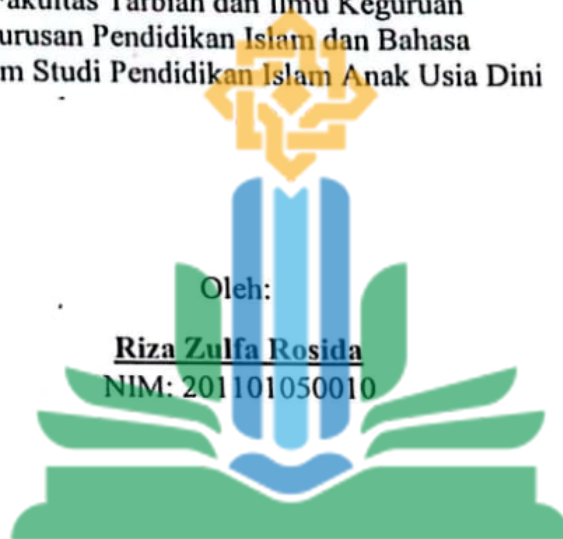 akultas Tarbiah dan Ilmu Keguruan
urusan Pendidikan Islam dan Bahasa
m Studi Pendidikan Islam Anak Usia Dini
Oleh:
Riza Zulfa Rosida
NIM: 201101050010